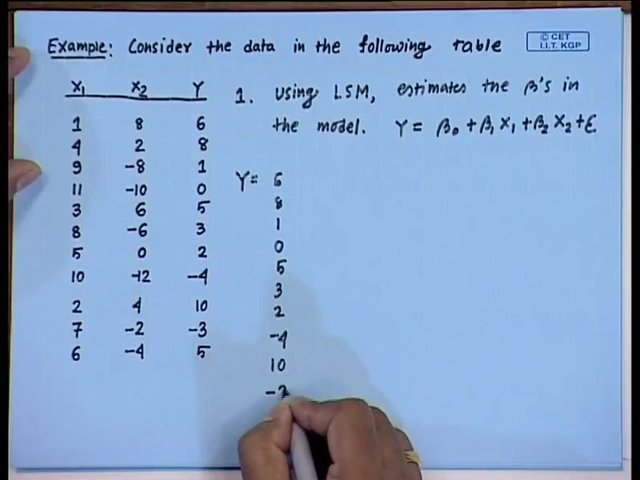 Example: Consider the data in the following table
© CET
I.I.T. KGP
X₁ X₂ Y
1 8 6
4 2 8
9 -8 1
11 -10 0
3 6 5
8 -6 3
5 0 2
10 -12 -4
2 4 10
7 -2 -3
6 -4 5
1. Using LSM, estimates the β's in
the model. Y = β₀ + β₁ X₁ + β₂ X₂ + ε
Y = 6
8
1
0
5
3
2
-4
10